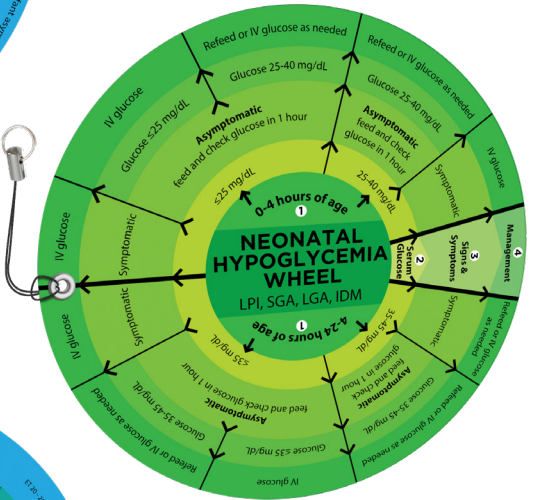 NEONATAL
HYPOGLYCEMIA
WHEEL
LPI, SGA, LGA, IDM
1
0-4 hours of age
≤25 mg/dL
Asymptomatic
feed and check glucose in 1 hour
Glucose ≤25 mg/dL
IV glucose
Glucose 25-40 mg/dL
Refeed or IV glucose as needed
Symptomatic
IV glucose
25-40 mg/dL
Asymptomatic
feed and check
glucose in 1 hour
Glucose 25-40 mg/dL
Refeed or IV glucose as needed
Symptomatic
IV glucose
2
Serum
Glucose
3
Signs &
Symptoms
4
Management
1
4-24 hours of age
35-45 mg/dL
Symptomatic
Refeed or IV glucose
as needed
Asymptomatic
feed and check
glucose in 1 hour
Glucose 35-45 mg/dL
Refeed or IV glucose as needed
Glucose ≤35 mg/dL
IV glucose
≤35 mg/dL
Asymptomatic
feed and check glucose in 1 hour
Glucose 35-45 mg/dL
Refeed or IV glucose as needed
Symptomatic
IV glucose